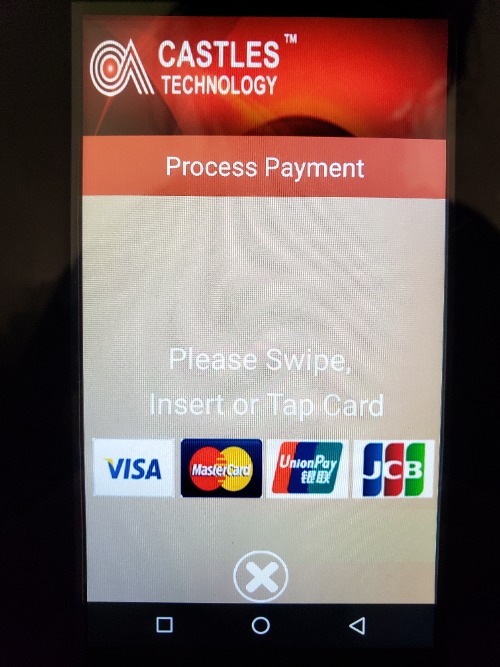 CASTLES™
TECHNOLOGY
Process Payment
Please Swipe,
Insert or Tap Card
VISA MasterCard UnionPay JCB
银联